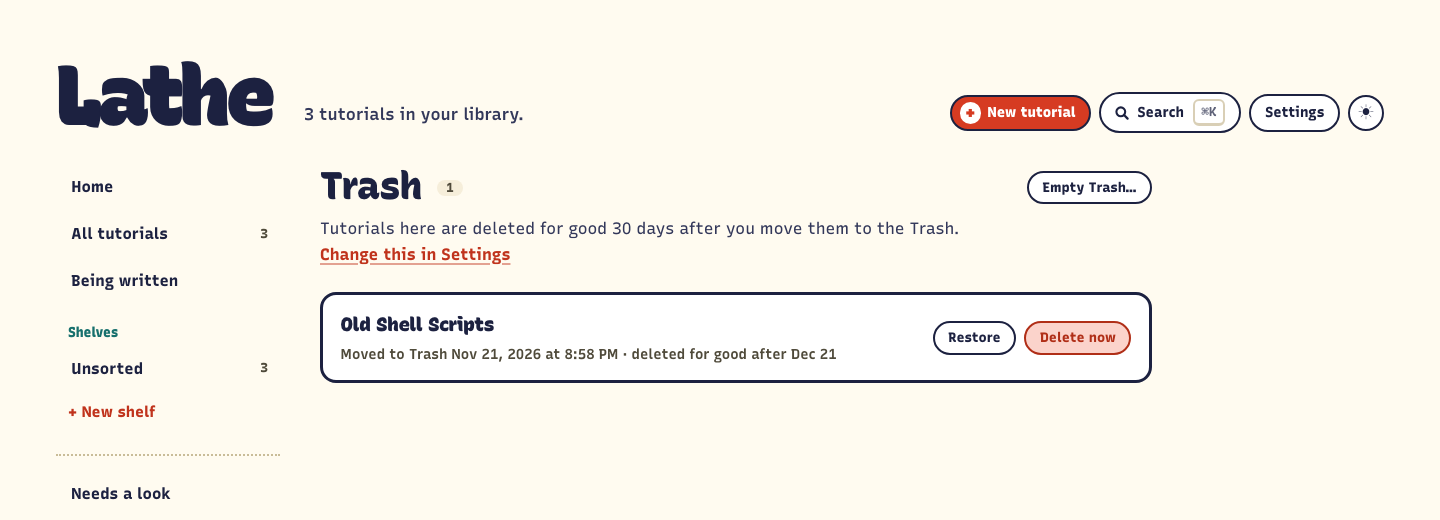 Lathe
3 tutorials in your library.
New tutorial
Search ⌘K
Settings
Home
All tutorials 3
Being written
Shelves
Unsorted 3
+ New shelf
Needs a look
Trash 1
Empty Trash…
Tutorials here are deleted for good 30 days after you move them to the Trash.
Change this in Settings
Old Shell Scripts
Moved to Trash Nov 21, 2026 at 8:58 PM · deleted for good after Dec 21
Restore
Delete now